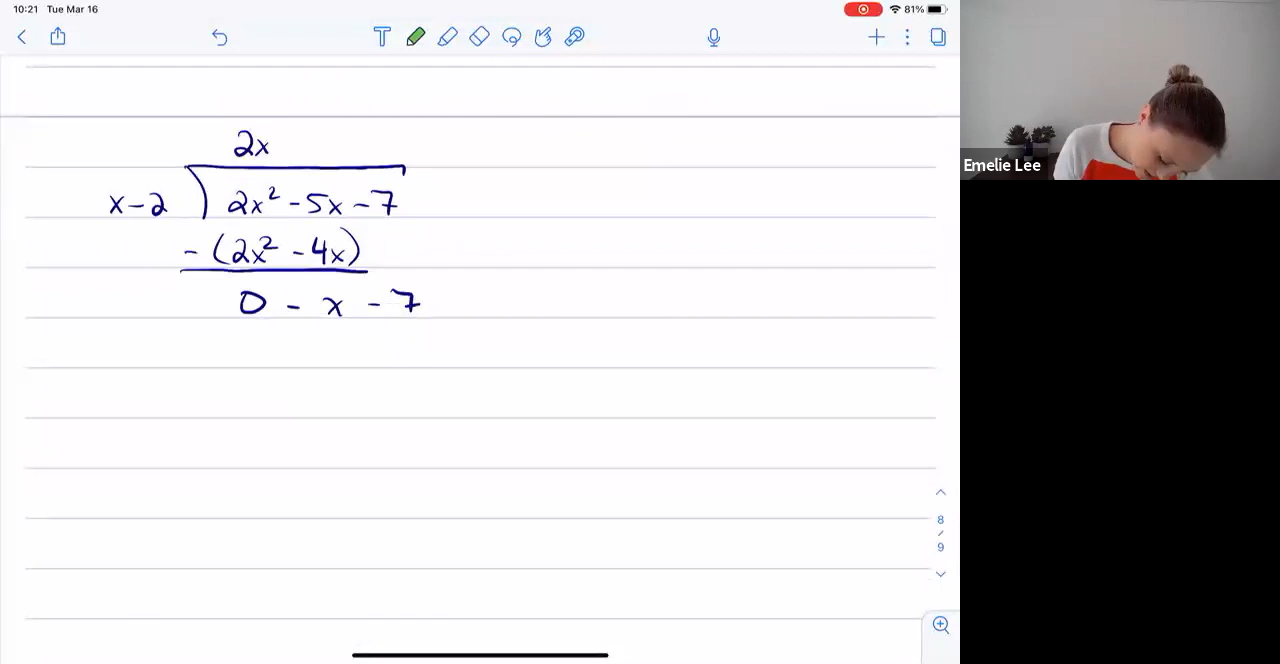 10:21 Tue Mar 16
81%
T
2x
x-2 ) 2x² - 5x - 7
- (2x² - 4x)
0 - x - 7
Emelie Lee
8
/
9